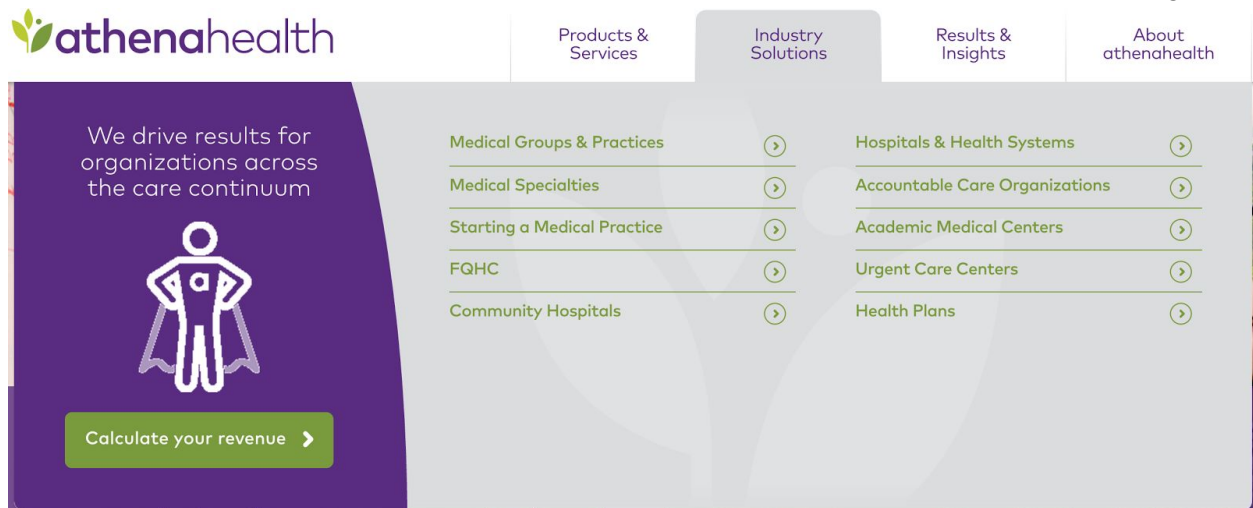 athenahealth
Products &
Services
Industry
Solutions
Results &
Insights
About
athenahealth
We drive results for
organizations across
the care continuum
a
Calculate your revenue
Medical Groups & Practices
Medical Specialties
Starting a Medical Practice
FQHC
Community Hospitals
Hospitals & Health Systems
Accountable Care Organizations
Academic Medical Centers
Urgent Care Centers
Health Plans